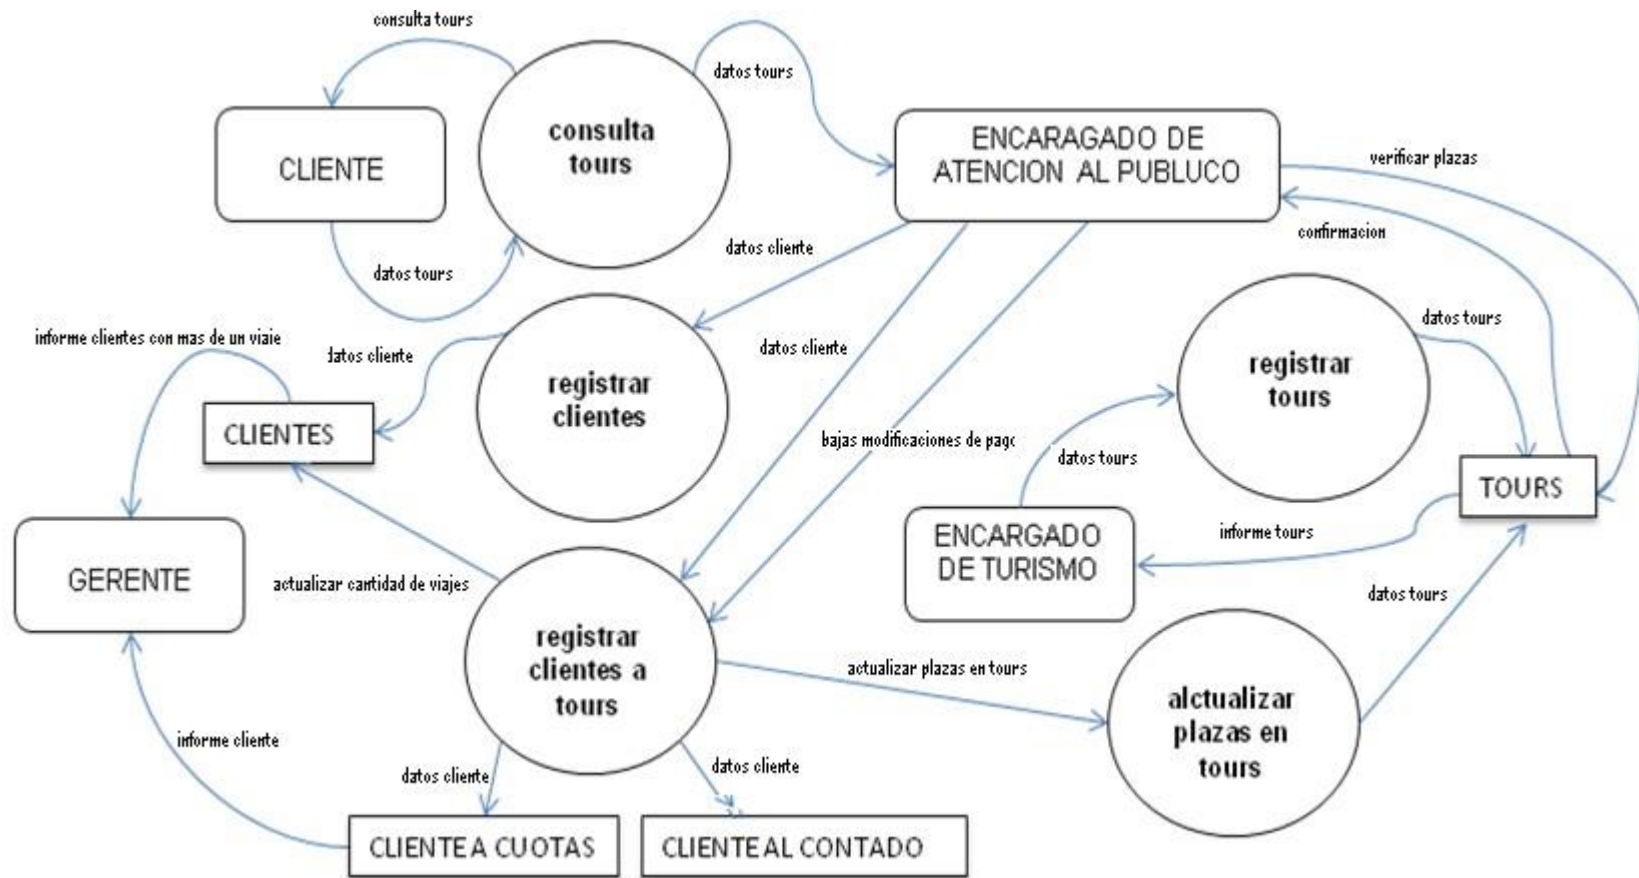 consulta tours
datos tours
consulta
tours
ENCARAGADO DE
ATENCION AL PUBLUCO
verificar plazas
CLIENTE
confirmacion
datos cliente
datos tours
informe clientes con mas de un viaje
datos cliente
datos cliente
datos tours
registrar
tours
registrar
clientes
CLIENTES
bajas modificaciones de pago
datos tours
TOURS
informe tours
ENCARGADO
DE TURISMO
GERENTE
actualizar cantidad de viajes
datos tours
registrar
clientes a
tours
actualizar plazas en tours
alctualizar
plazas en
tours
informe cliente
datos cliente
datos cliente
CLIENTE A CUOTAS
CLIENTE AL CONTADO